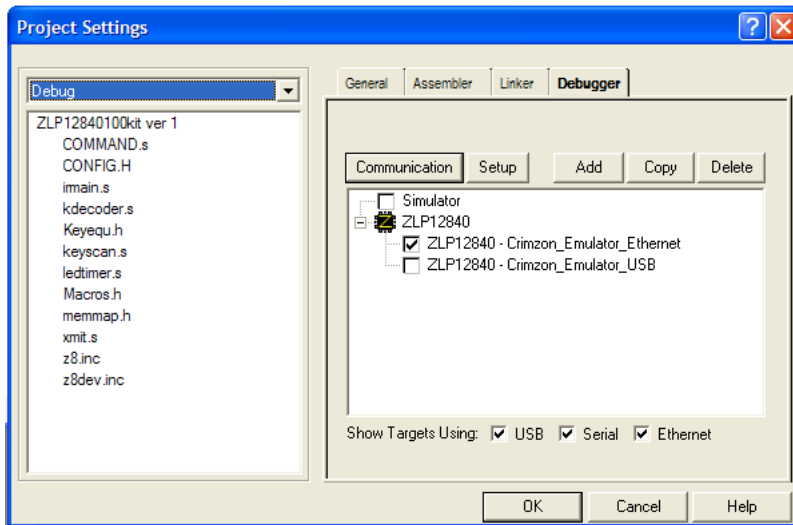 Project Settings
Debug
ZLP12840100kit ver 1
COMMAND.s
CONFIG.H
irmain.s
kdecoder.s
Keyequ.h
keyscan.s
ledtimer.s
Macros.h
memmap.h
xmit.s
z8.inc
z8dev.inc
General Assembler Linker Debugger
Communication Setup Add Copy Delete
Simulator
ZLP12840
ZLP12840 - Crimzon_Emulator_Ethernet
ZLP12840 - Crimzon_Emulator_USB
Show Targets Using: USB Serial Ethernet
OK Cancel Help